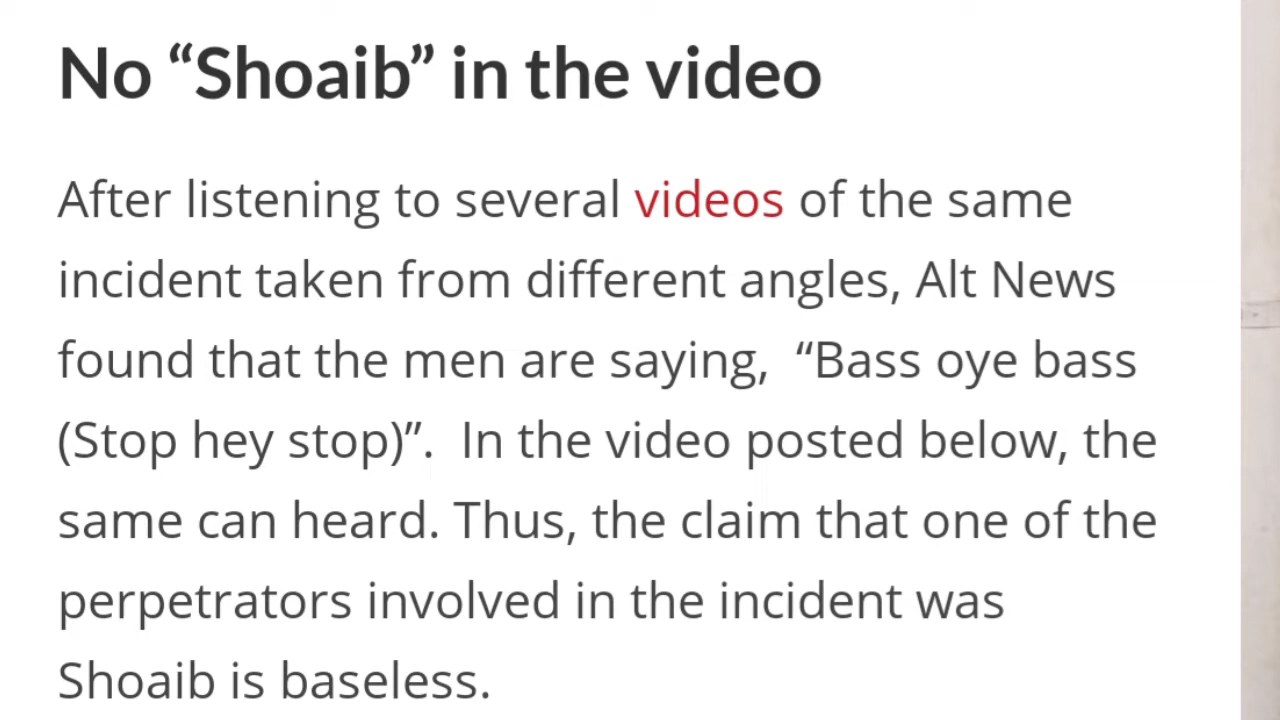 No “Shoaib” in the video
After listening to several videos of the same
incident taken from different angles, Alt News
found that the men are saying,  “Bass oye bass
(Stop hey stop)”.  In the video posted below, the
same can heard. Thus, the claim that one of the
perpetrators involved in the incident was
Shoaib is baseless.